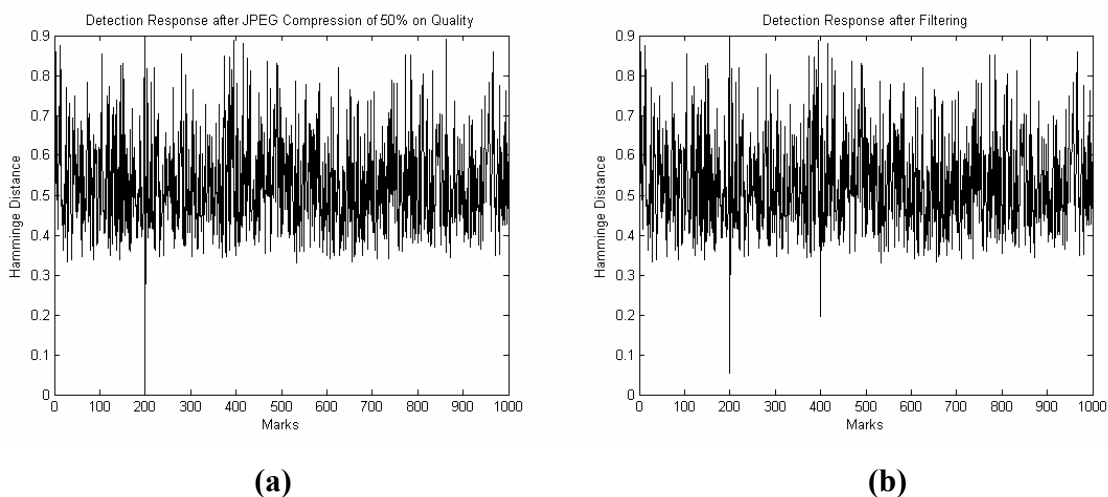 Detection Response after JPEG Compression of 50% on Quality
0.9
0.8
0.7
0.6
0.5
0.4
0.3
0.2
0.1
0
Hamminge Distance
0 100 200 300 400 500 600 700 800 900 1000
Marks
(a)
Detection Response after Filtering
0.9
0.8
0.7
0.6
0.5
0.4
0.3
0.2
0.1
0
Hamminge Distance
0 100 200 300 400 500 600 700 800 900 1000
Marks
(b)